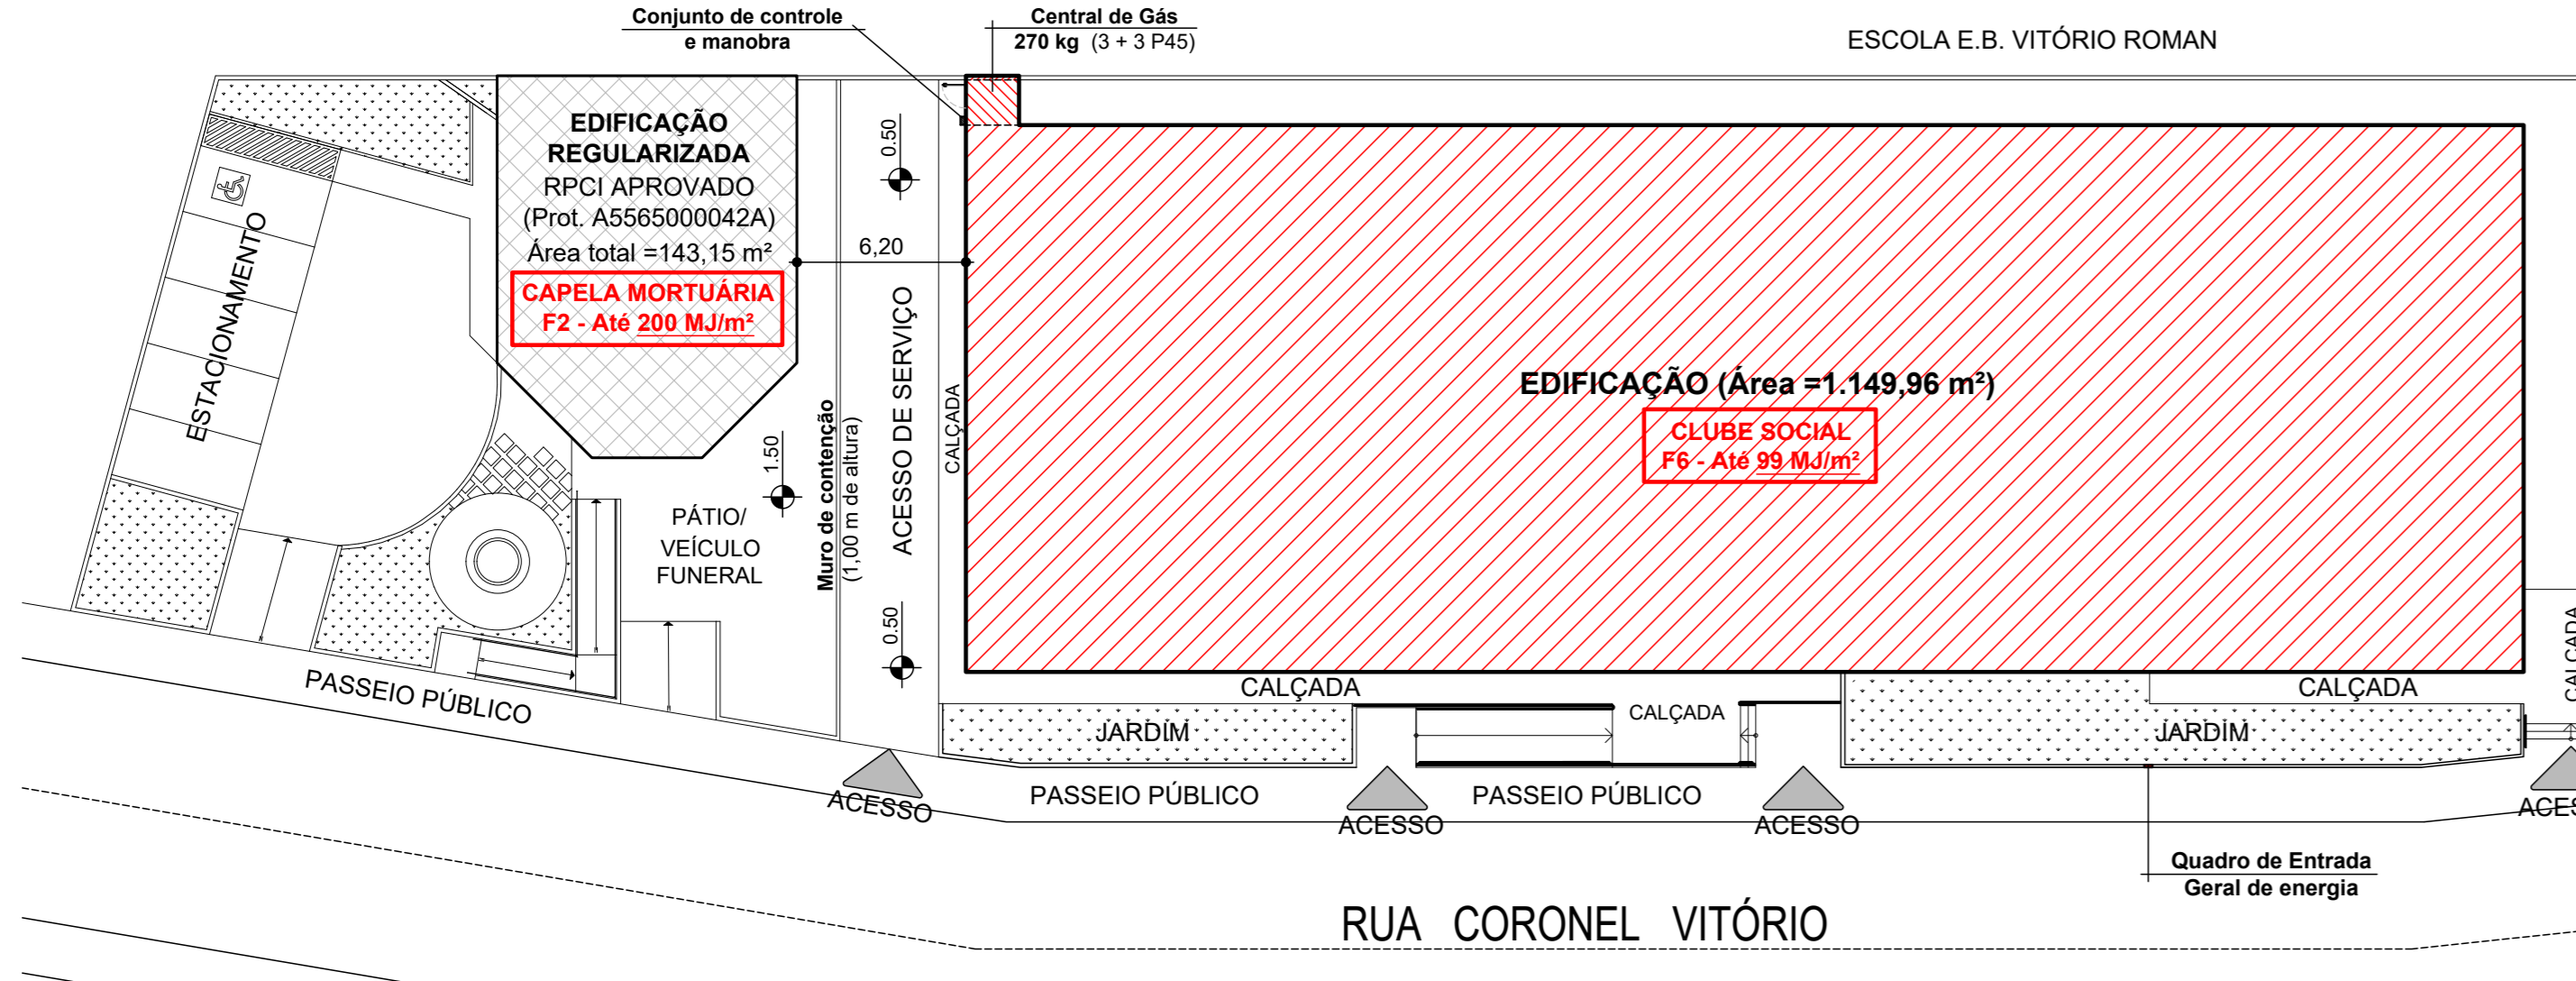 Conjunto de controle
e manobra
Central de Gás
270 kg (3 + 3 P45)
ESCOLA E.B. VITÓRIO ROMAN
EDIFICAÇÃO
REGULARIZADA
RPCI APROVADO
(Prot. A5565000042A)
Área total =143,15 m²
CAPELA MORTUÁRIA
F2 - Até 200 MJ/m²
ESTACIONAMENTO
0.50
6,20
ACESSO DE SERVIÇO
CALÇADA
1.50
Muro de contenção
(1,00 m de altura)
PÁTIO/
VEÍCULO
FUNERAL
0.50
EDIFICAÇÃO (Área =1.149,96 m²)
CLUBE SOCIAL
F6 - Até 99 MJ/m²
PASSEIO PÚBLICO
CALÇADA
JARDIM
CALÇADA
CALÇADA
JARDIM
CALÇADA
ACESSO
PASSEIO PÚBLICO
ACESSO
PASSEIO PÚBLICO
ACESSO
ACES
Quadro de Entrada
Geral de energia
RUA CORONEL VITÓRIO